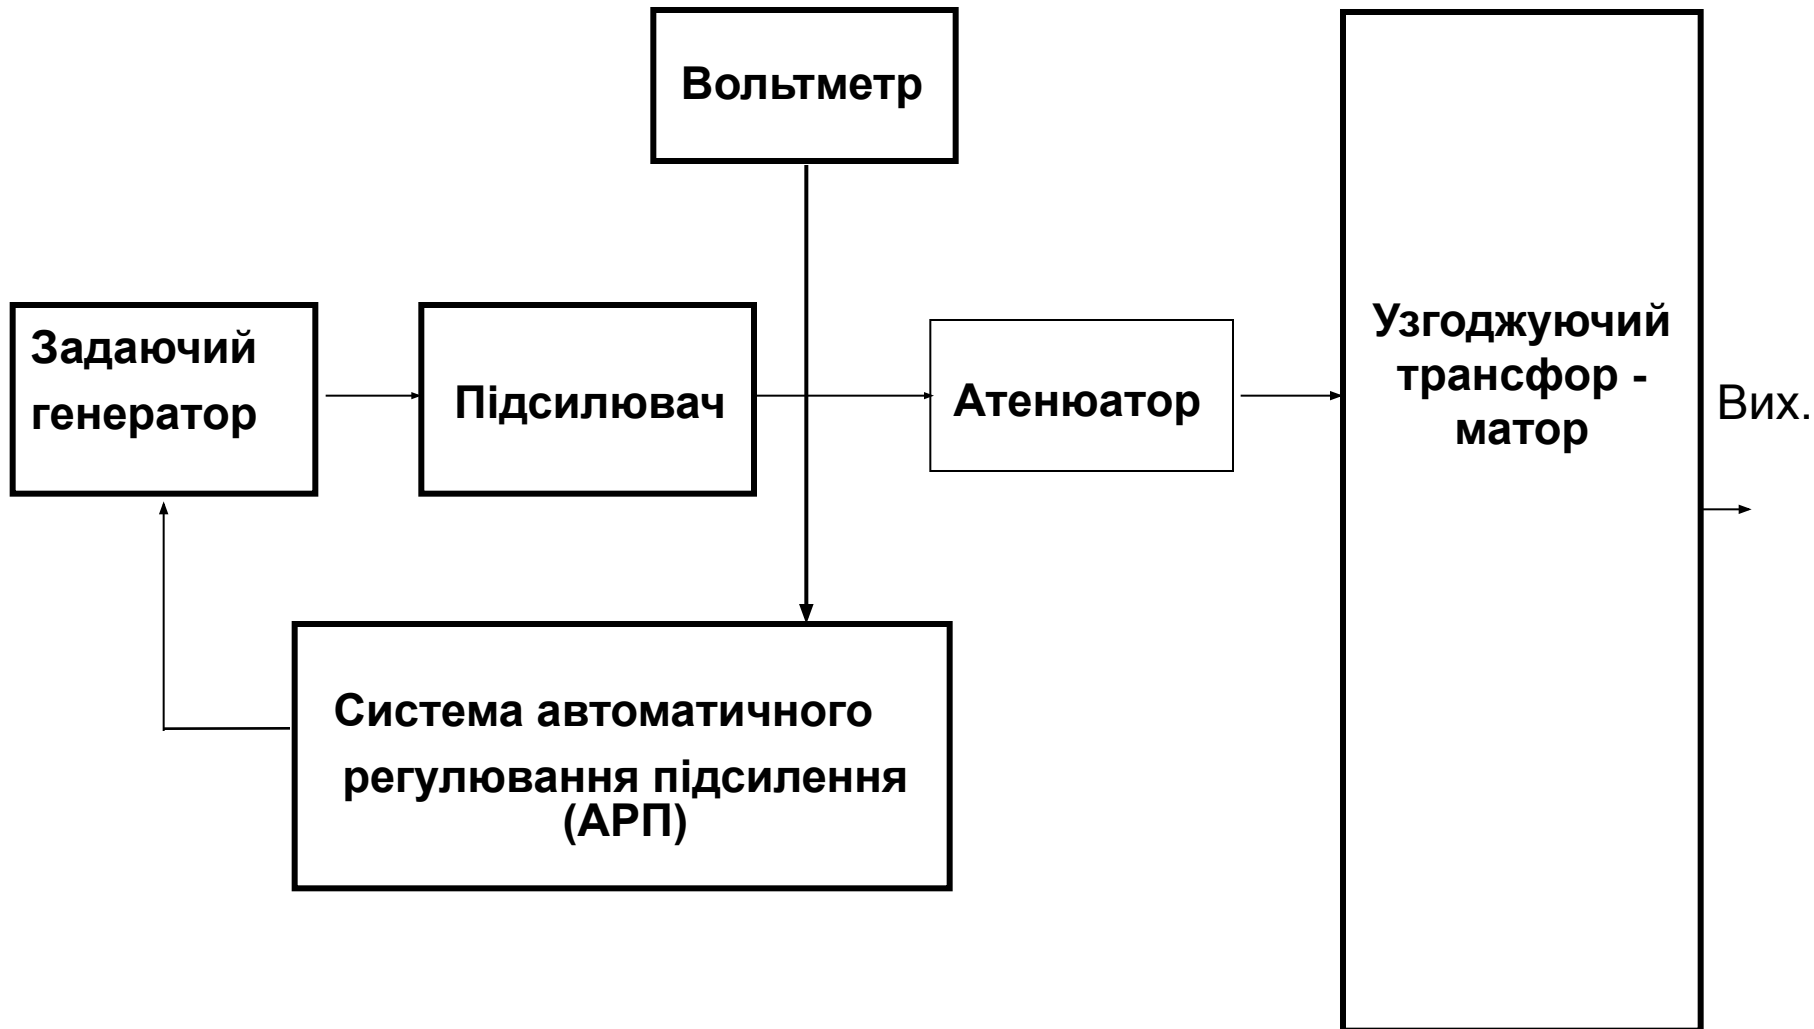 Вольтметр
Задаючий
генератор
Підсилювач
Атенюатор
Узгоджуючий
трансфор -
матор
Вих.
Система автоматичного
регулювання підсилення
(АРП)